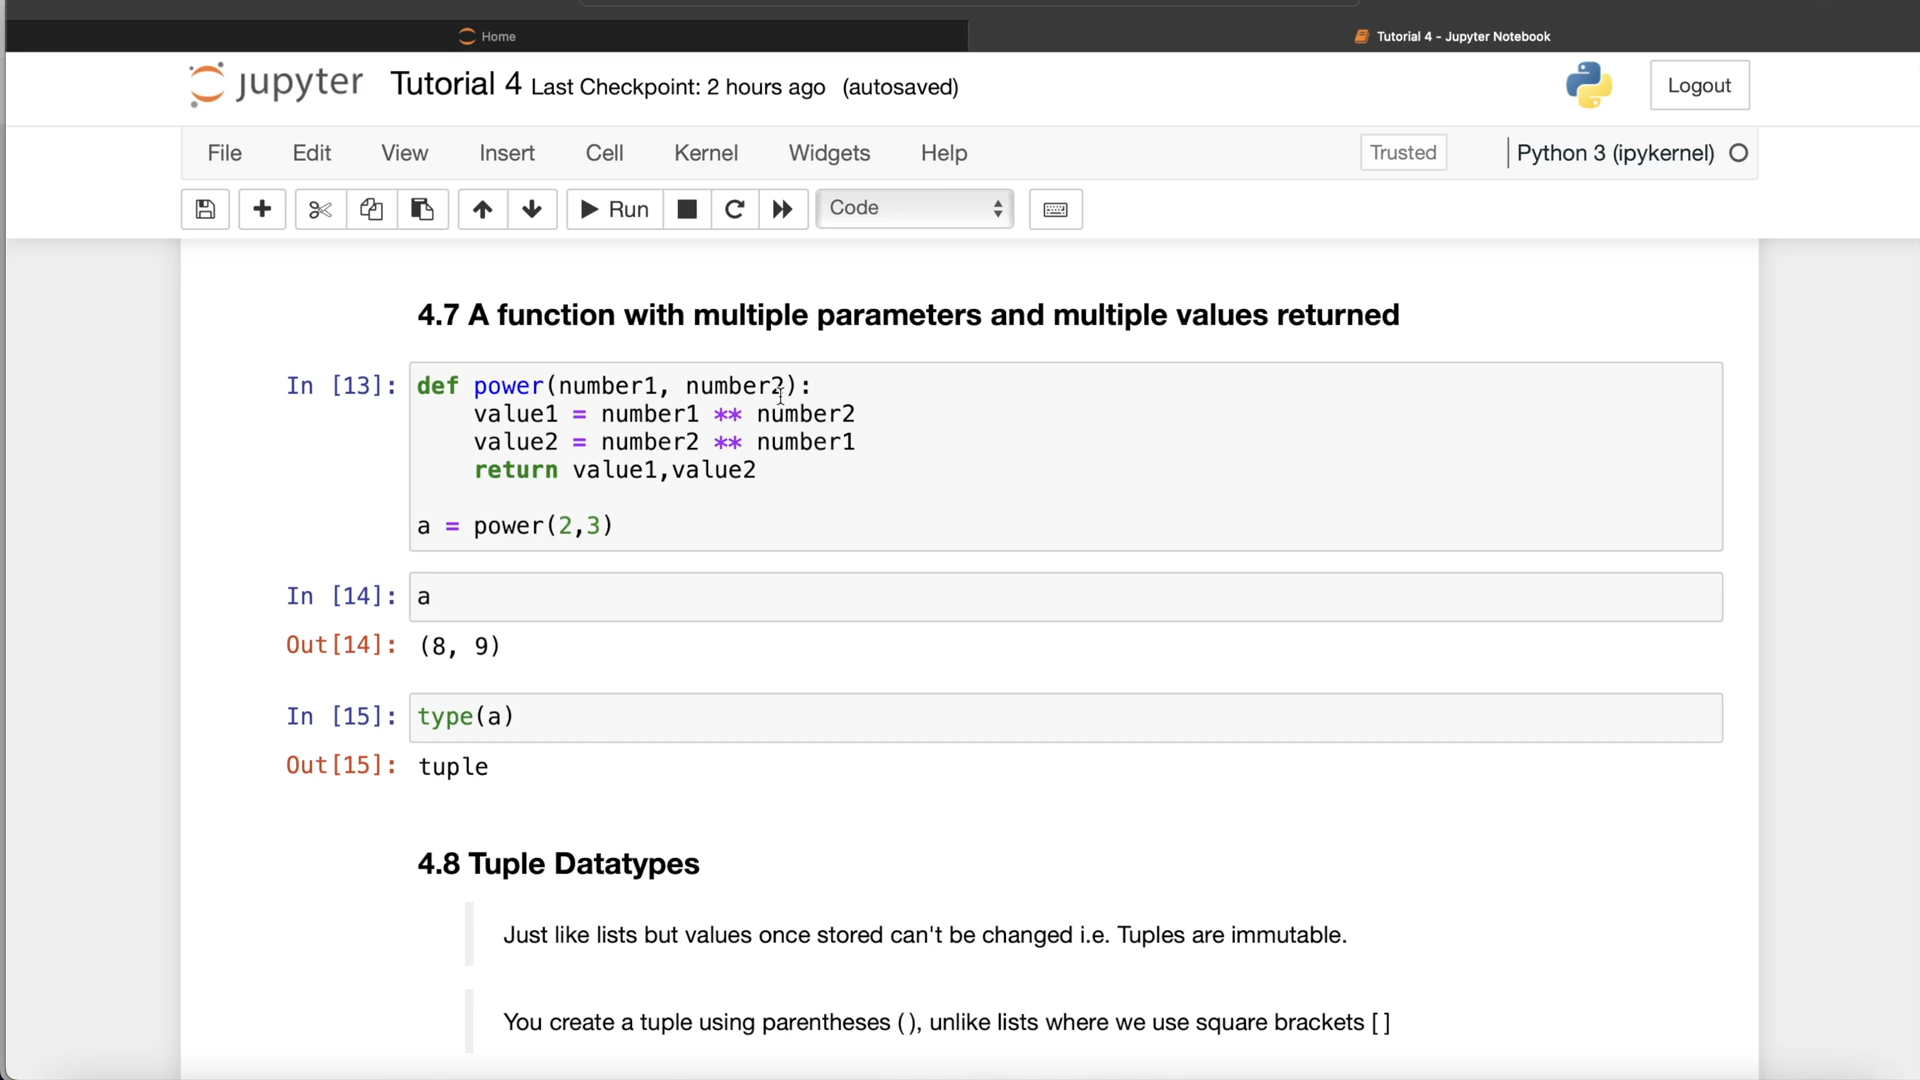 Home
Tutorial 4 - Jupyter Notebook
jupyter Tutorial 4 Last Checkpoint: 2 hours ago (autosaved)
Logout
File Edit View Insert Cell Kernel Widgets Help
Trusted
Python 3 (ipykernel)
Run
Code
4.7 A function with multiple parameters and multiple values returned
In [13]: def power(number1, number2):
    value1 = number1 ** number2
    value2 = number2 ** number1
    return value1,value2
a = power(2,3)
In [14]: a
Out[14]: (8, 9)
In [15]: type(a)
Out[15]: tuple
4.8 Tuple Datatypes
Just like lists but values once stored can't be changed i.e. Tuples are immutable.
You create a tuple using parentheses ( ), unlike lists where we use square brackets [ ]